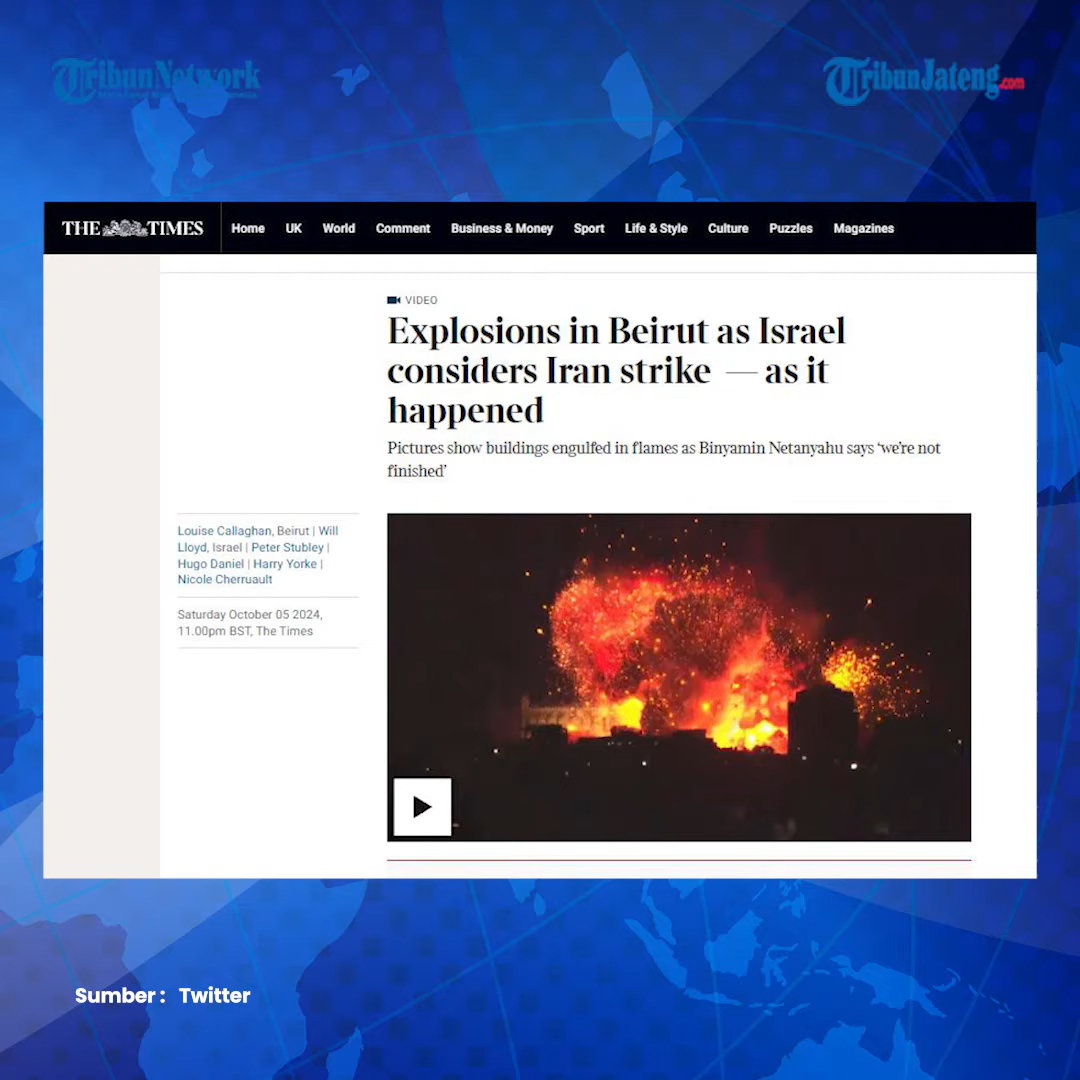 TribunNetwork
TribunJateng.com
THE TIMES
Home UK World Comment Business & Money Sport Life & Style Culture Puzzles Magazines
VIDEO
Explosions in Beirut as Israel
considers Iran strike — as it
happened
Pictures show buildings engulfed in flames as Binyamin Netanyahu says ‘we’re not
finished’
Louise Callaghan, Beirut | Will
Lloyd, Israel | Peter Stubley |
Hugo Daniel | Harry Yorke |
Nicole Cherruault
Saturday October 05 2024,
11.00pm BST, The Times
Sumber : Twitter